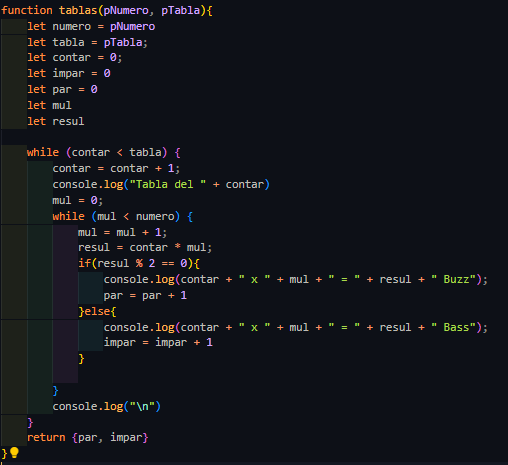 function tablas(pNumero, pTabla){
    let numero = pNumero
    let tabla = pTabla;
    let contar = 0;
    let impar = 0
    let par = 0
    let mul
    let resul

    while (contar < tabla) {
        contar = contar + 1;
        console.log("Tabla del " + contar)
        mul = 0;
        while (mul < numero) {
            mul = mul + 1;
            resul = contar * mul;
            if(resul % 2 == 0){
                console.log(contar + " x " + mul + " = " + resul + " Buzz");
                par = par + 1
            }else{
                console.log(contar + " x " + mul + " = " + resul + " Bass");
                impar = impar + 1
            }

        }
        console.log("\n")
    }
    return {par, impar}
}